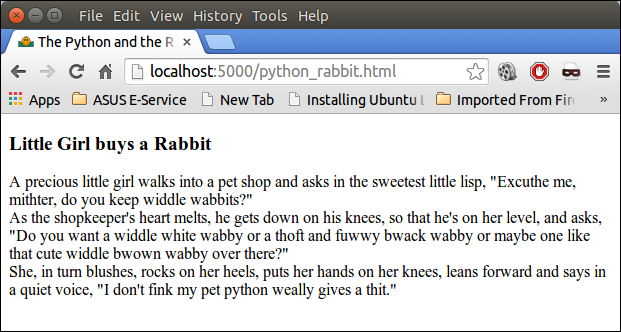 File Edit View History Tools Help
The Python and the R
localhost:5000/python_rabbit.html
Apps ASUS E-Service New Tab Installing Ubuntu Imported From Fir »
Little Girl buys a Rabbit
A precious little girl walks into a pet shop and asks in the sweetest little lisp, "Excuthe me,
mithter, do you keep widdle wabbits?"
As the shopkeeper's heart melts, he gets down on his knees, so that he's on her level, and asks,
"Do you want a widdle white wabby or a thoft and fuwwy bwack wabby or maybe one like
that cute widdle bwown wabby over there?"
She, in turn blushes, rocks on her heels, puts her hands on her knees, leans forward and says in
a quiet voice, "I don't fink my pet python weally gives a thit."